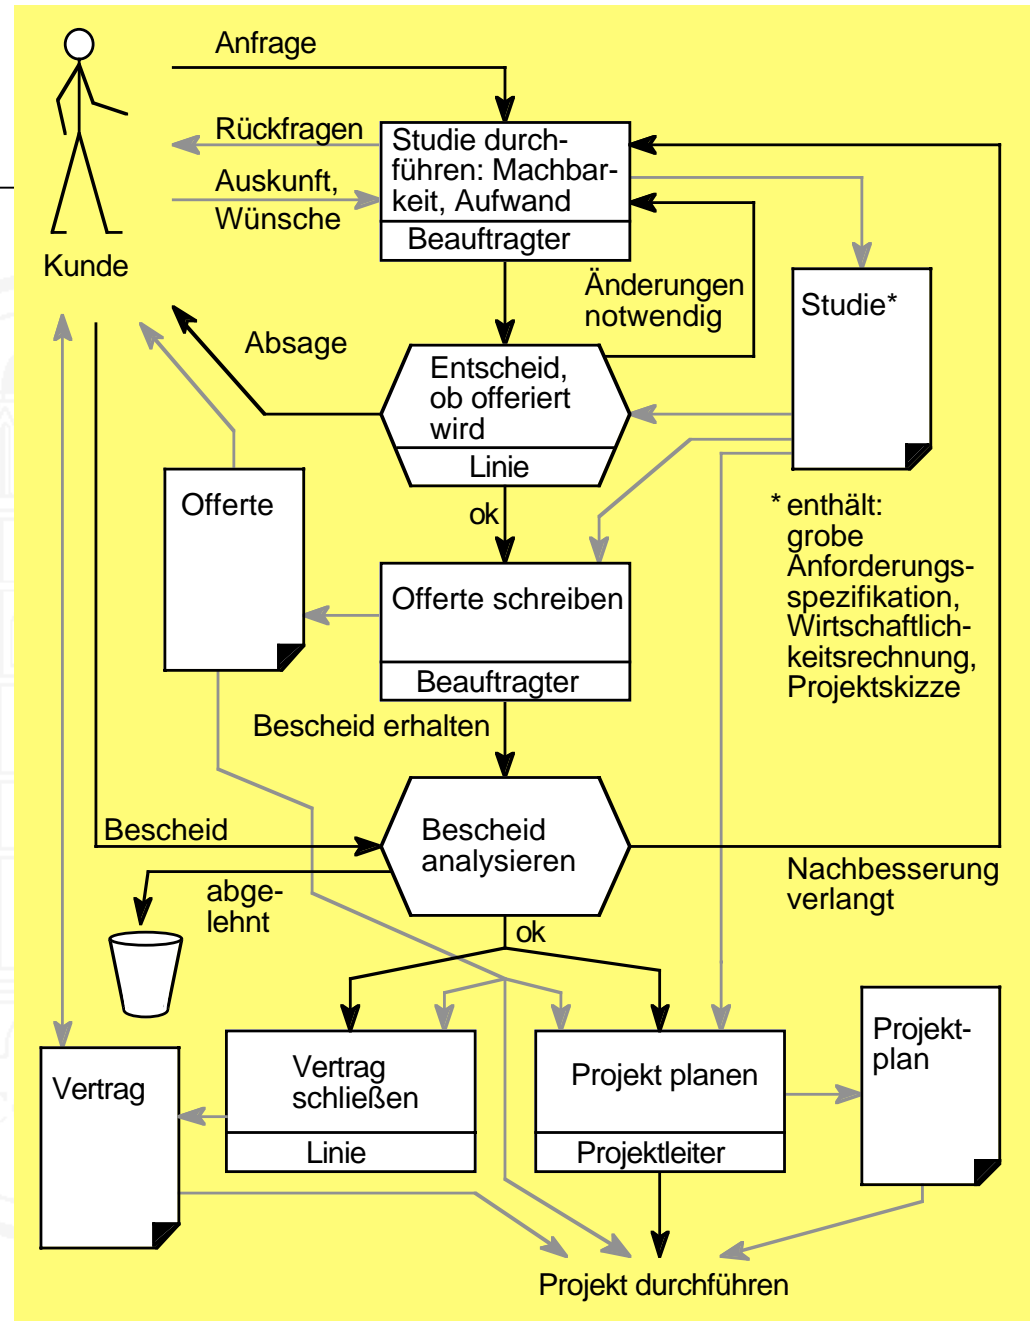 Anfrage
Rückfragen
Auskunft,
Wünsche
Kunde
Studie durch-
führen: Machbar-
keit, Aufwand
Beauftragter
Änderungen
notwendig
Studie*
Absage
Entscheid,
ob offeriert
wird
Linie
ok
Offerte
* enthält:
grobe
Anforderungs-
spezifikation,
Wirtschaftlich-
keitsrechnung,
Projektskizze
Offerte schreiben
Beauftragter
Bescheid erhalten
Bescheid
Bescheid
analysieren
Nachbesserung
verlangt
abge-
lehnt
ok
Vertrag
Vertrag
schließen
Linie
Projekt planen
Projektleiter
Projekt-
plan
Projekt durchführen